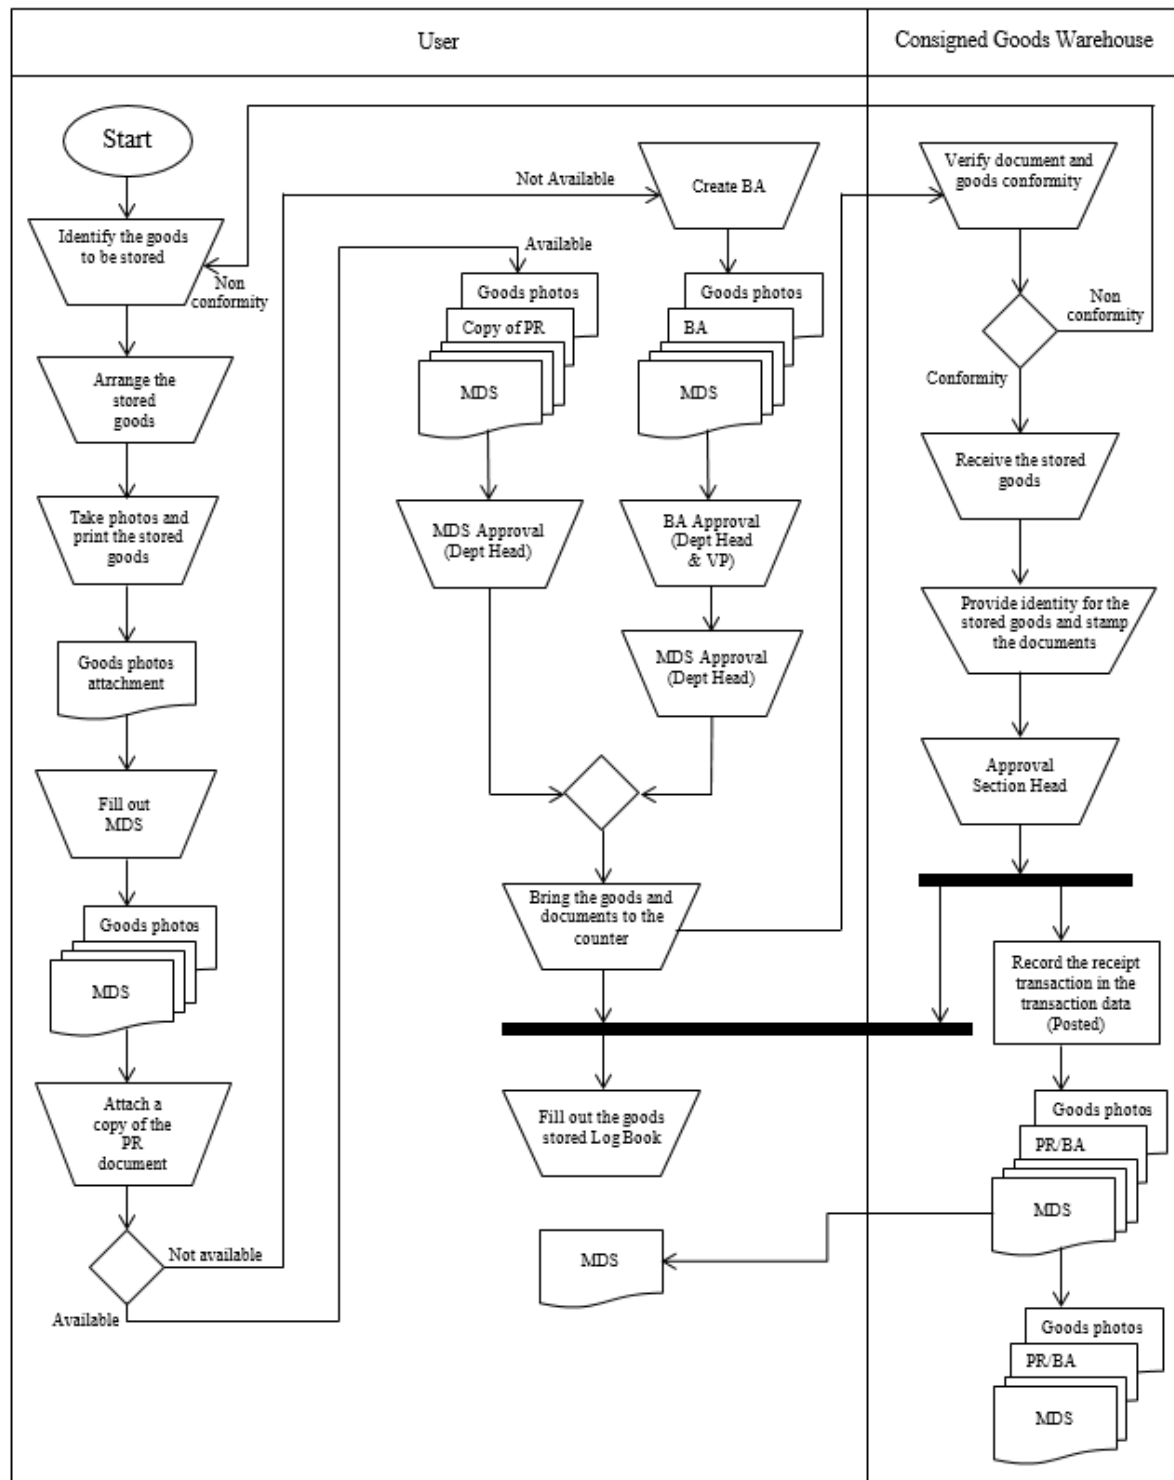 User
Consigned Goods Warehouse
Start
Identify the goods
to be stored
Non
conformity
Arrange the
stored
goods
Take photos and
print the stored
goods
Goods photos
attachment
Fill out
MDS
Goods photos
MDS
Attach a
copy of the
PR
document
Not available
Available
Not Available
Create BA
Available
Goods photos
Copy of PR
MDS
Goods photos
BA
MDS
MDS Approval
(Dept Head)
BA Approval
(Dept Head
& VP)
MDS Approval
(Dept Head)
Bring the goods and
documents to the
counter
Fill out the goods
stored Log Book
MDS
Verify document and
goods conformity
Non
conformity
Conformity
Receive the stored
goods
Provide identity for the
stored goods and stamp
the documents
Approval
Section Head
Record the receipt
transaction in the
transaction data
(Posted)
Goods photos
PR/BA
MDS
Goods photos
PR/BA
MDS